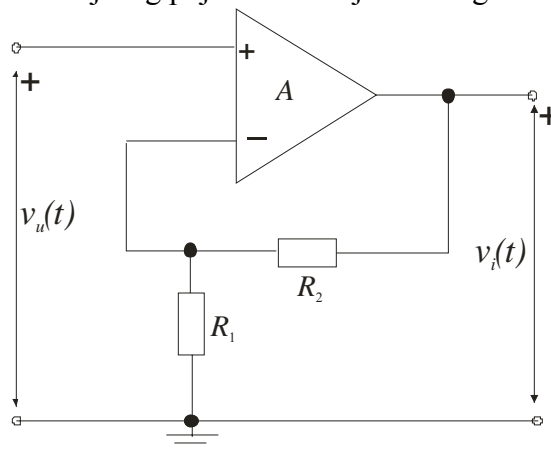 +
A
+
+
−
v_u(t)
v_i(t)
R_2
R_1